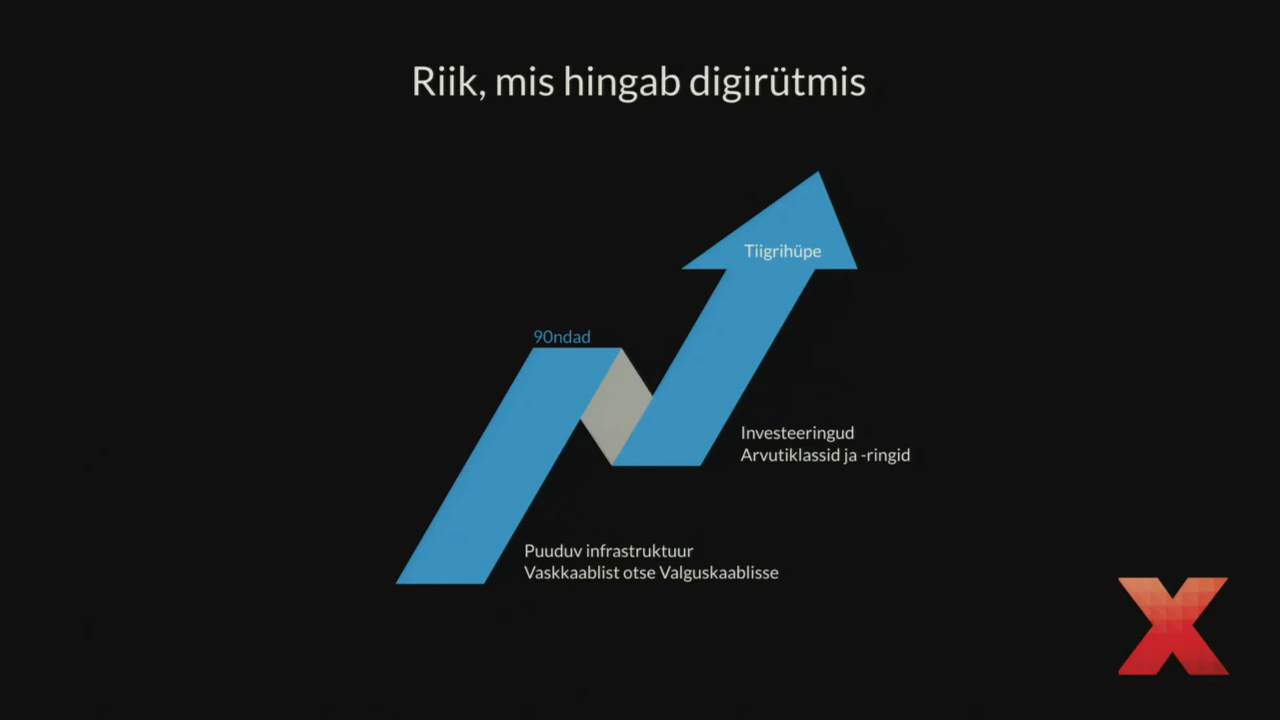 Riik, mis hingab digirütmis
Tiigrihüpe
90ndad
Investeeringud
Arvutiklassid ja -ringid
Puuduv infrastruktuur
Vaskkaablist otse Valguskaablisse
X